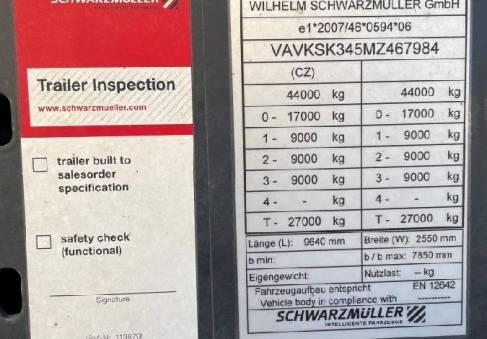 SCHWARZMÜLLER
INTELLIGENTE FAHRZEUGE
Trailer Inspection
www.schwarzmueller.com
trailer built to
salesorder
specification
safety check
(functional)
Signature
WILHELM SCHWARZMÜLLER GmbH
e1*2007/46*0594*06
VAVKSK345MZ467984
(CZ)
44000 kg 44000 kg
0 - 17000 kg 0 - 17000 kg
1 - 9000 kg 1 - 9000 kg
2 - 9000 kg 2 - 9000 kg
3 - 9000 kg 3 - 9000 kg
4 - - kg 4 - - kg
T - 27000 kg T - 27000 kg
Länge (L): 9640 mm Breite (W): 2550 mm
b min: b / b max: 7850 mm
Eigengewicht: Nutzlast: -- kg
Fahrzeugaufbau entspricht EN 12642
Vehicle body in compliance with ----------
SCHWARZMÜLLER
INTELLIGENTE FAHRZEUGE